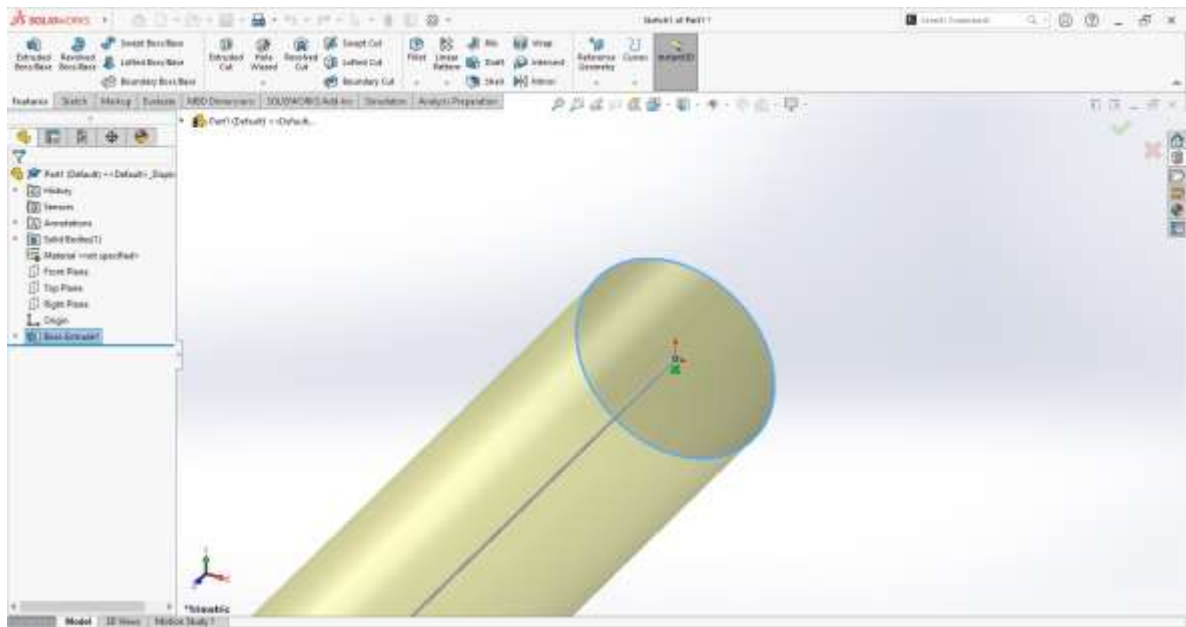 SOLIDWORKS
Sketch1 of Part1 *
Extruded Boss/Base
Revolved Boss/Base
Swept Boss/Base
Lofted Boss/Base
Boundary Boss/Base
Extruded Cut
Hole Wizard
Revolved Cut
Swept Cut
Lofted Cut
Boundary Cut
Fillet
Linear Pattern
Rib
Draft
Shell
Wrap
Intersect
Mirror
Reference Geometry
Curves
Instant3D
Features
Sketch
Markup
Evaluate
MBD Dimensions
SOLIDWORKS Add-Ins
Simulation
Analysis Preparation
Part1 (Default) <<Default...
Part1 (Default) <<Default>_Displ
History
Sensors
Annotations
Solid Bodies(1)
Material <not specified>
Front Plane
Top Plane
Right Plane
Origin
Boss-Extrude1
*Trimetric
Model
3D Views
Motion Study 1